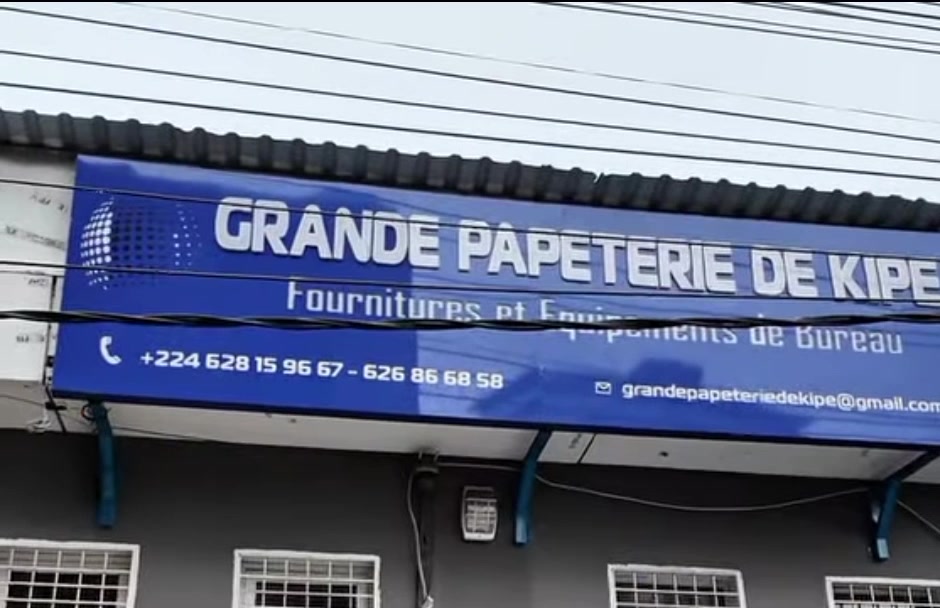 GRANDE PAPETERIE DE KIPE
Fournitures et Equipements de Bureau
+224 628 15 96 67 - 626 86 68 58
grandepapeteriedekipe@gmail.com